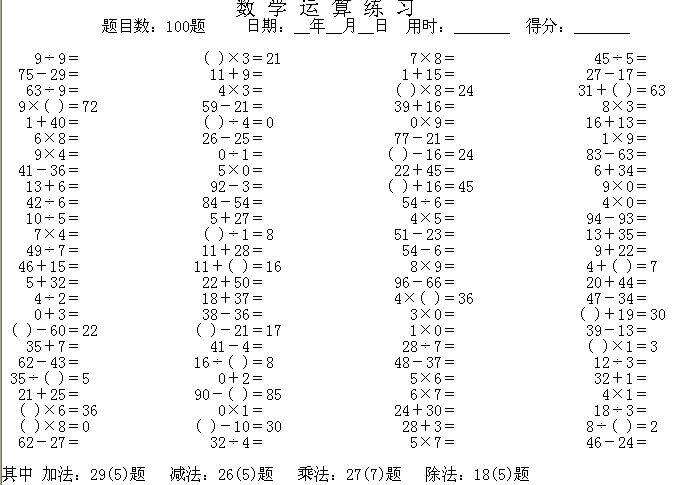 数 学 运 算 练 习
题目数: 100题 日期: __年__月__日 用时: _______ 得分: _______
9÷9= ( )×3=21 7×8= 45÷5=
75-29= 11+9= 1+15= 27-17=
63÷9= 4×3= ( )×8=24 31+( )=63
9×( )=72 59-21= 39+16= 8×3=
1+40= ( )÷4=0 0×9= 16+13=
6×8= 26-25= 77-21= 1×9=
9×4= 0÷1= ( )-16=24 83-63=
41-36= 5×0= 22+45= 6+34=
13+6= 92-3= ( )+16=45 9×0=
42÷6= 84-54= 54÷6= 4×0=
10÷5= 5+27= 4×5= 94-93=
7×4= ( )÷1=8 51-23= 13+35=
49÷7= 11+28= 54-6= 9+22=
46+15= 11+( )=16 8×9= 4+( )=7
5+32= 22+50= 96-66= 20+44=
4÷2= 18+37= 4×( )=36 47-34=
0+3= 38-36= 3×0= ( )+19=30
( )-60=22 ( )-21=17 1×0= 39-13=
35+7= 41-4= 28÷7= ( )×1=3
62-43= 16÷( )=8 48-37= 12÷3=
35÷( )=5 0+2= 5×6= 32+1=
21+25= 90-( )=85 6×7= 4×1=
( )×6=36 0×1= 24+30= 18÷3=
( )×8=0 ( )-10=30 28+3= 8÷( )=2
62-27= 32÷4= 5×7= 46-24=
其中 加法: 29(5)题 减法: 26(5)题 乘法: 27(7)题 除法: 18(5)题